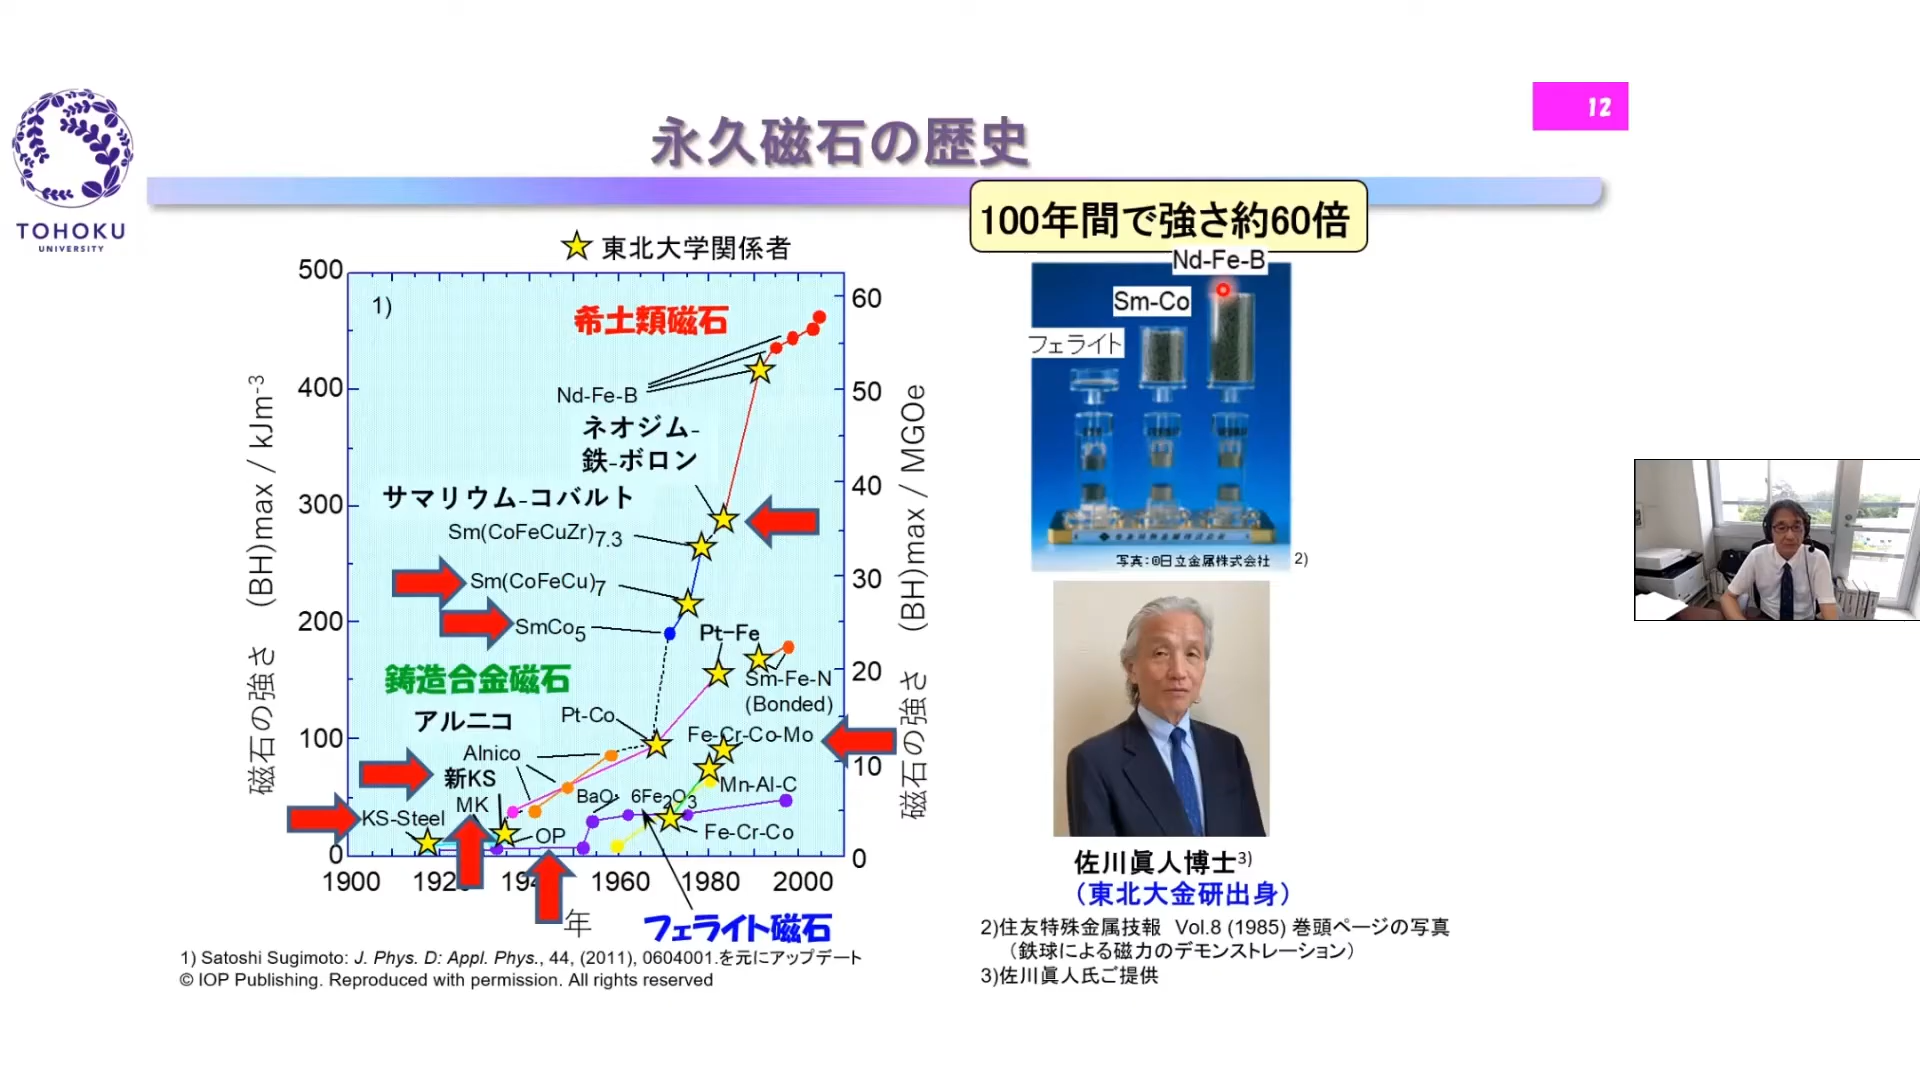 12
永久磁石の歴史
TOHOKU
UNIVERSITY
100年間で強さ約60倍
東北大学関係者
1)
希土類磁石
Nd-Fe-B
ネオジム-
鉄-ボロン
サマリウム-コバルト
Sm(CoFeCuZr)7.3
Sm(CoFeCu)7
SmCo5
Pt-Fe
鋳造合金磁石
Sm-Fe-N
(Bonded)
アルニコ
Pt-Co
Fe-Cr-Co-Mo
Alnico
新KS
Mn-Al-C
MK
BaO· 6Fe2O3
KS-Steel
OP
Fe-Cr-Co
500
400
300
200
100
0
磁石の強さ (BH)max / kJm-3
60
50
40
30
20
10
0
磁石の強さ (BH)max / MGOe
1900
1960
1980
2000
年
フェライト磁石
1) Satoshi Sugimoto: J. Phys. D: Appl. Phys., 44, (2011), 0604001.を元にアップデート
© IOP Publishing. Reproduced with permission. All rights reserved
Nd-Fe-B
Sm-Co
フェライト
写真:©日立金属株式会社
2)
佐川眞人博士3)
（東北大金研出身）
2)住友特殊金属技報 Vol.8 (1985) 巻頭ページの写真
（鉄球による磁力のデモンストレーション）
3)佐川眞人氏ご提供